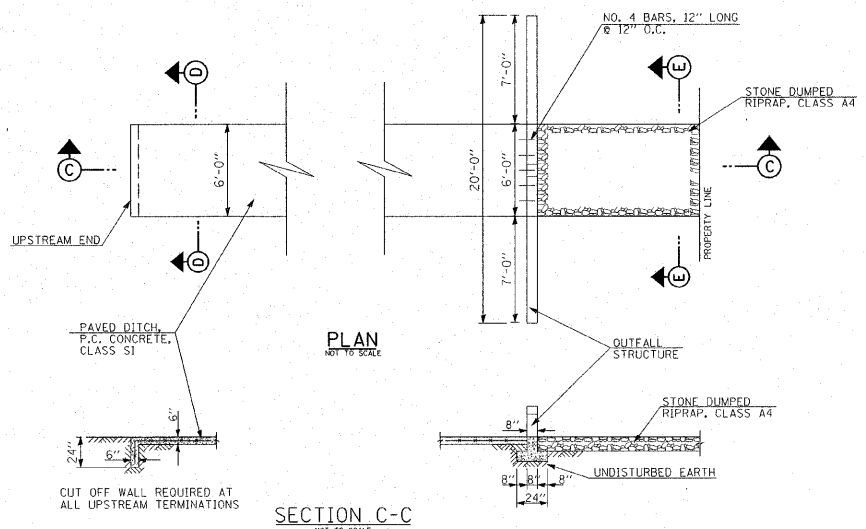 NO. 4 BARS, 12" LONG
@ 12" O.C.
D
E
7'-0"
STONE DUMPED
RIPRAP, CLASS A4
C
6'-0"
20'-0"
6'-0"
C
UPSTREAM END
D
7'-0"
E
PROPERTY LINE
PAVED DITCH,
P.C. CONCRETE,
CLASS SI
PLAN
NOT TO SCALE
OUTFALL
STRUCTURE
STONE DUMPED
RIPRAP, CLASS A4
6"
24"
6"
8"
UNDISTURBED EARTH
8"
8"
8"
24"
CUT OFF WALL REQUIRED AT
ALL UPSTREAM TERMINATIONS
SECTION C-C
NOT TO SCALE